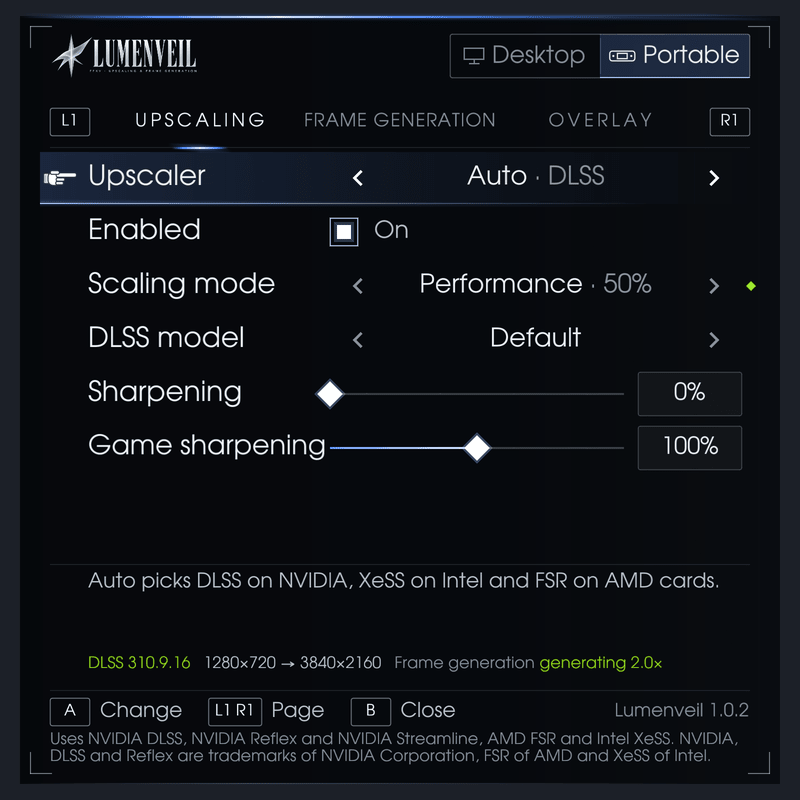 LUMENVEIL
Desktop Portable
L1 UPSCALING FRAME GENERATION OVERLAY R1
Upscaler Auto · DLSS
Enabled On
Scaling mode Performance · 50%
DLSS model Default
Sharpening 0%
Game sharpening 100%
Auto picks DLSS on NVIDIA, XeSS on Intel and FSR on AMD cards.
DLSS 310.9.16 1280×720 → 3840×2160 Frame generation generating 2.0×
A Change L1 R1 Page B Close Lumenveil 1.0.2
Uses NVIDIA DLSS, NVIDIA Reflex and NVIDIA Streamline, AMD FSR and Intel XeSS. NVIDIA,
DLSS and Reflex are trademarks of NVIDIA Corporation, FSR of AMD and XeSS of Intel.